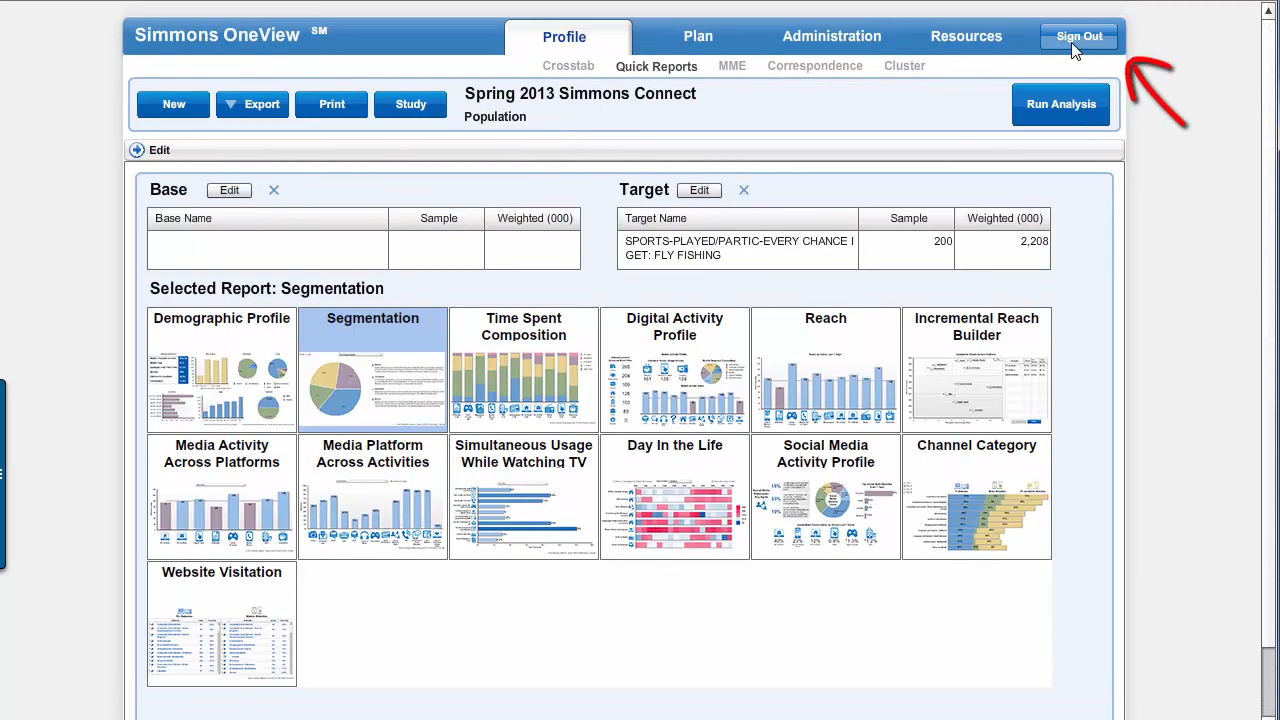 Simmons OneView SM
Profile
Plan
Administration
Resources
Sign Out
Crosstab
Quick Reports
MME
Correspondence
Cluster
New
Export
Print
Study
Spring 2013 Simmons Connect
Population
Run Analysis
Edit
Base
Edit
Target
Edit
Base Name
Sample
Weighted (000)
Target Name
Sample
Weighted (000)
SPORTS-PLAYED/PARTIC-EVERY CHANCE I
GET: FLY FISHING
200
2,208
Selected Report: Segmentation
Demographic Profile
Segmentation
Time Spent
Composition
Digital Activity
Profile
Reach
Incremental Reach
Builder
Media Activity
Across Platforms
Media Platform
Across Activities
Simultaneous Usage
While Watching TV
Day In the Life
Social Media
Activity Profile
Channel Category
Website Visitation